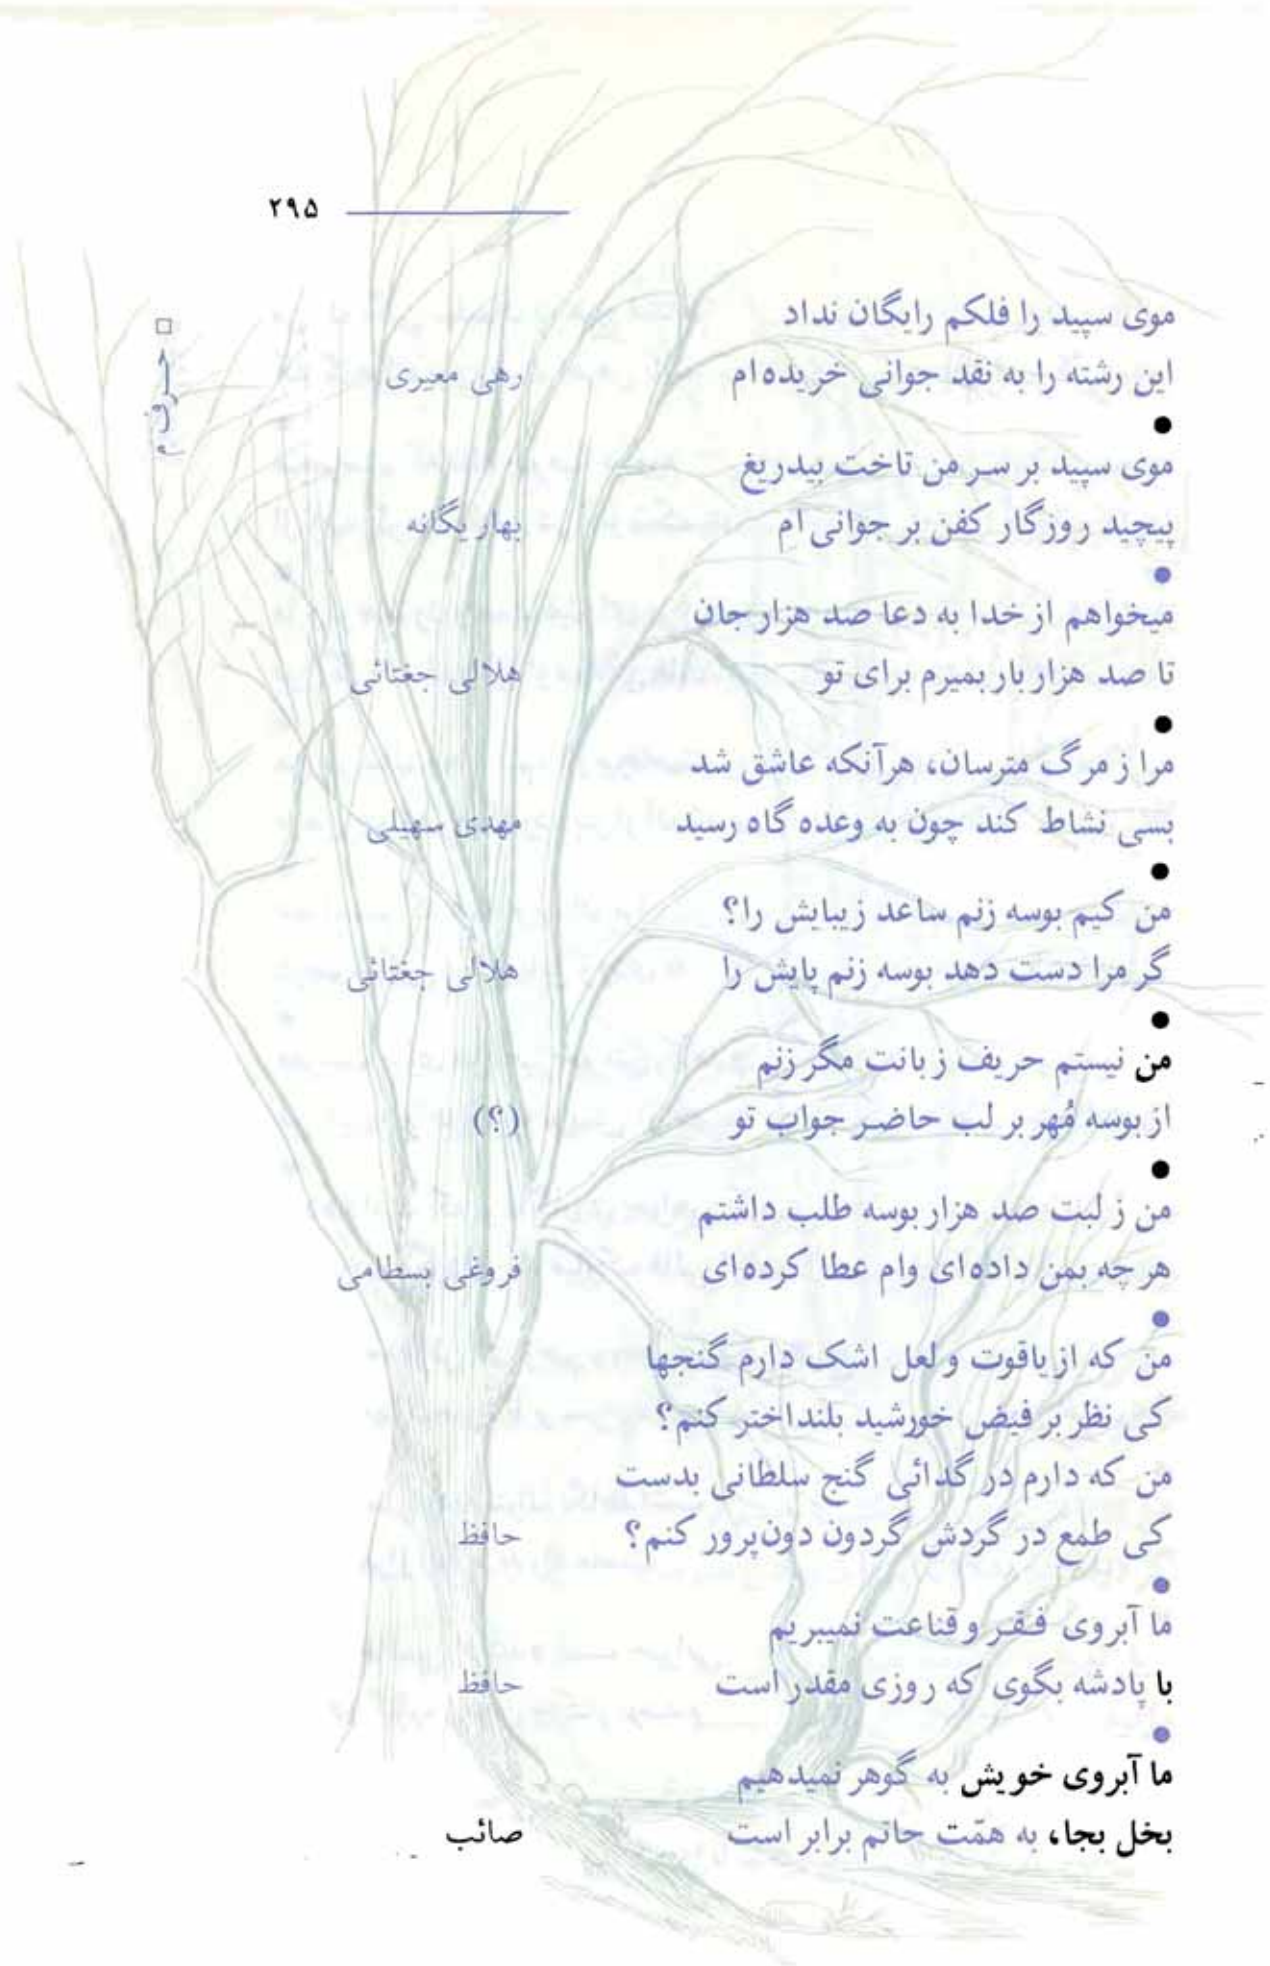 ۲۹۵
□ حرف م
موی سپید را فلکم رایگان نداد
این رشته را به نقد جوانی خریده‌ام رهی معیری
●
موی سپید بر سر من تاخت بیدریغ
پیچید روزگار کفن بر جوانی‌ام بهار یگانه
●
میخواهم از خدا به دعا صد هزار جان
تا صد هزار بار بمیرم برای تو هلالی جغتائی
●
مرا ز مرگ مترسان، هرآنکه عاشق شد
بسی نشاط کند چون به وعده گاه رسید مهدی سهیلی
●
من کیم بوسه زنم ساعد زیبایش را؟
گر مرا دست دهد بوسه زنم پایش را هلالی جغتائی
●
من نیستم حریف زبانت مگر زنم
از بوسه مُهر بر لب حاضر جواب تو (؟)
●
من ز لبت صد هزار بوسه طلب داشتم
هر چه بمن داده‌ای وام عطا کرده‌ای فروغی بسطامی
●
من که از یاقوت و لعل اشک دارم گنجها
کی نظر بر فیض خورشید بلنداختر کنم؟
من که دارم در گدائی گنج سلطانی بدست
کی طمع در گردش گردون دون‌پرور کنم؟ حافظ
●
ما آبروی فقر و قناعت نمیبریم
با پادشه بگوی که روزی مقدر است حافظ
●
ما آبروی خویش به گوهر نمیدهیم
بخل بجا، به همّت حاتم برابر است صائب